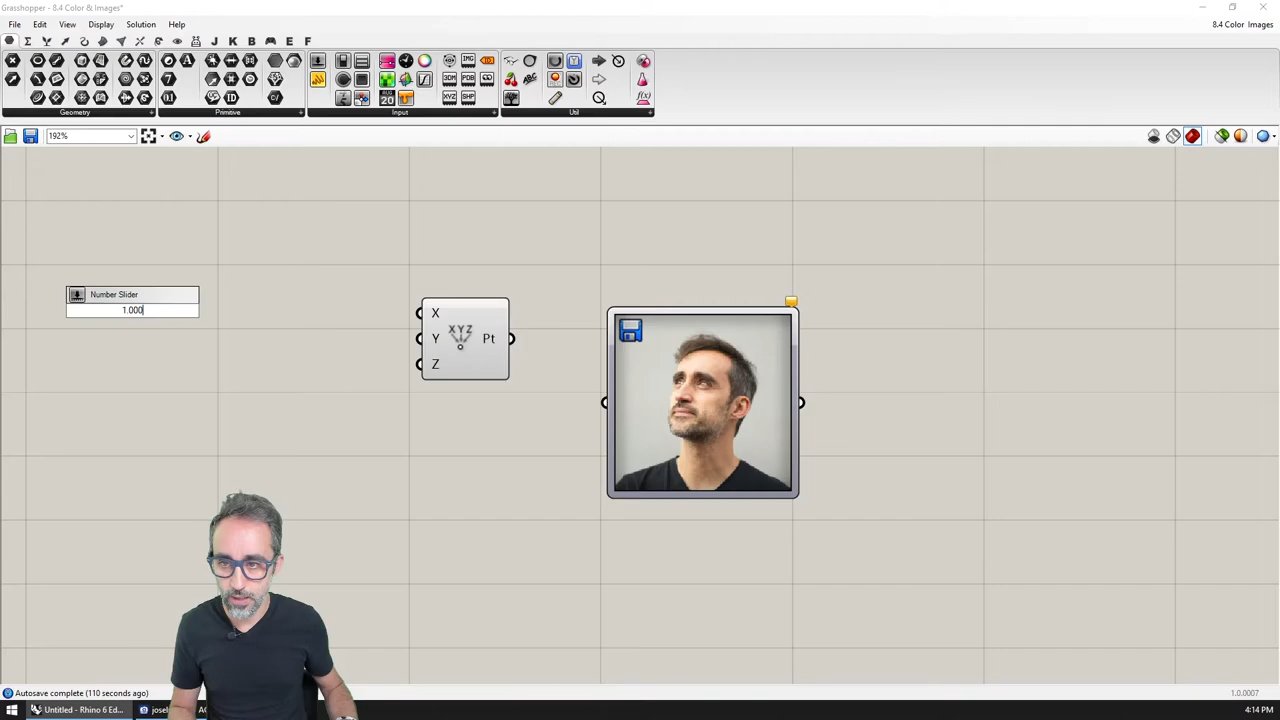 Grasshopper - 8.4 Color & Images*
File Edit View Display Solution Help
8.4 Color Images
J K B E F
Geometry
Primitive
Input
Util
192%
Number Slider
1.000
X
Y
Z
XYZ
Pt
Autosave complete (110 seconds ago)
1.0.0007
Untitled - Rhino 6 Ed...
josel
4:14 PM